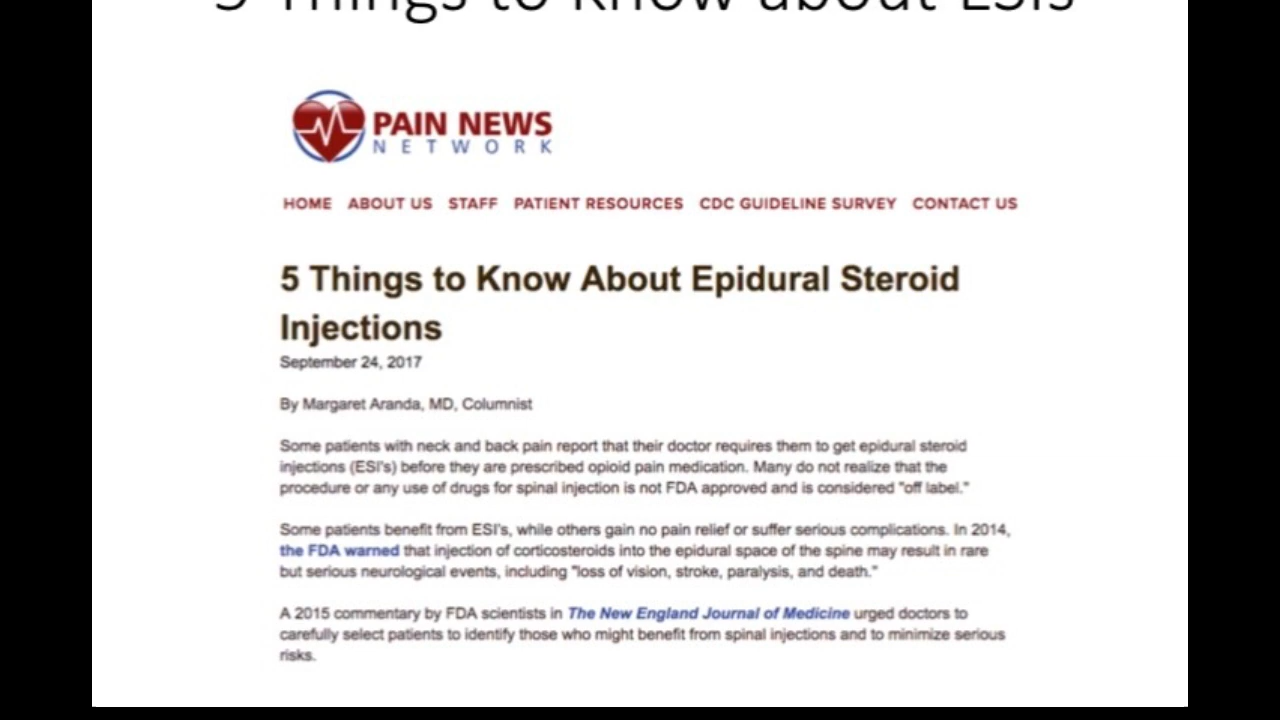 5 Things to Know about ESIs
PAIN NEWS
NETWORK
HOME ABOUT US STAFF PATIENT RESOURCES CDC GUIDELINE SURVEY CONTACT US
5 Things to Know About Epidural Steroid
Injections
September 24, 2017
By Margaret Aranda, MD, Columnist
Some patients with neck and back pain report that their doctor requires them to get epidural steroid
injections (ESI's) before they are prescribed opioid pain medication. Many do not realize that the
procedure or any use of drugs for spinal injection is not FDA approved and is considered "off label."
Some patients benefit from ESI's, while others gain no pain relief or suffer serious complications. In 2014,
the FDA warned that injection of corticosteroids into the epidural space of the spine may result in rare
but serious neurological events, including "loss of vision, stroke, paralysis, and death."
A 2015 commentary by FDA scientists in The New England Journal of Medicine urged doctors to
carefully select patients to identify those who might benefit from spinal injections and to minimize serious
risks.